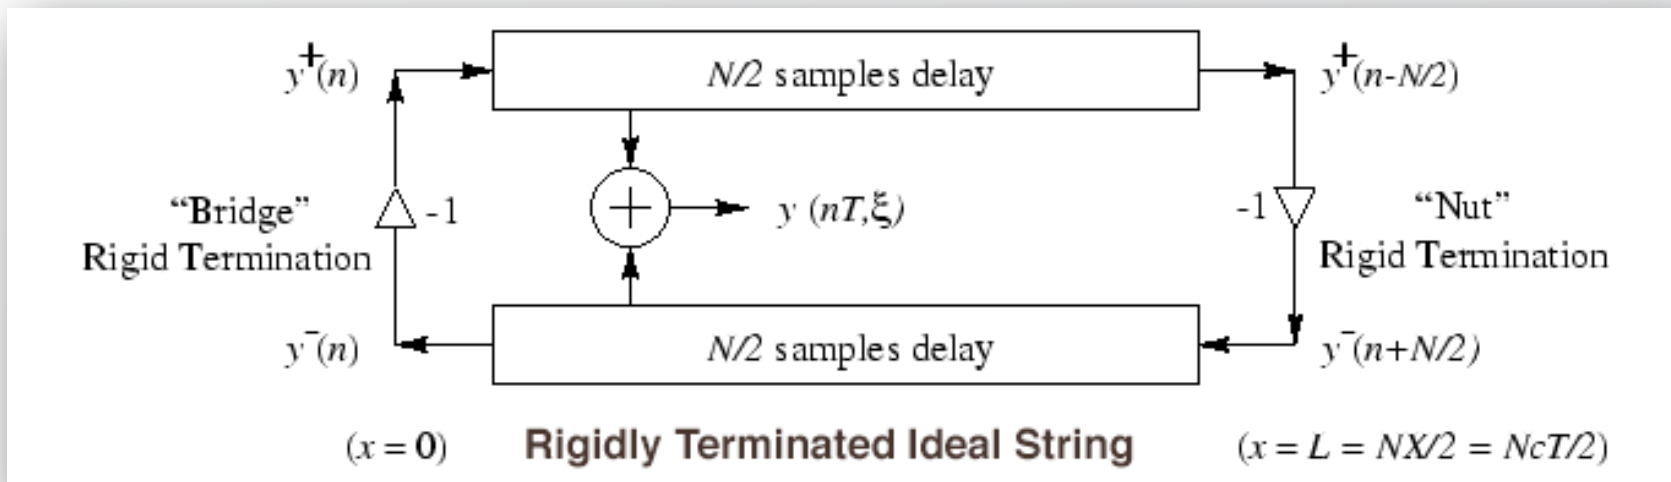 y⁺(n)
N/2 samples delay
y⁺(n-N/2)
“Bridge”
Rigid Termination
-1
+
y (nT,ξ)
-1
“Nut”
Rigid Termination
y⁻(n)
N/2 samples delay
y⁻(n+N/2)
(x = 0)
Rigidly Terminated Ideal String
(x = L = NX/2 = NcT/2)